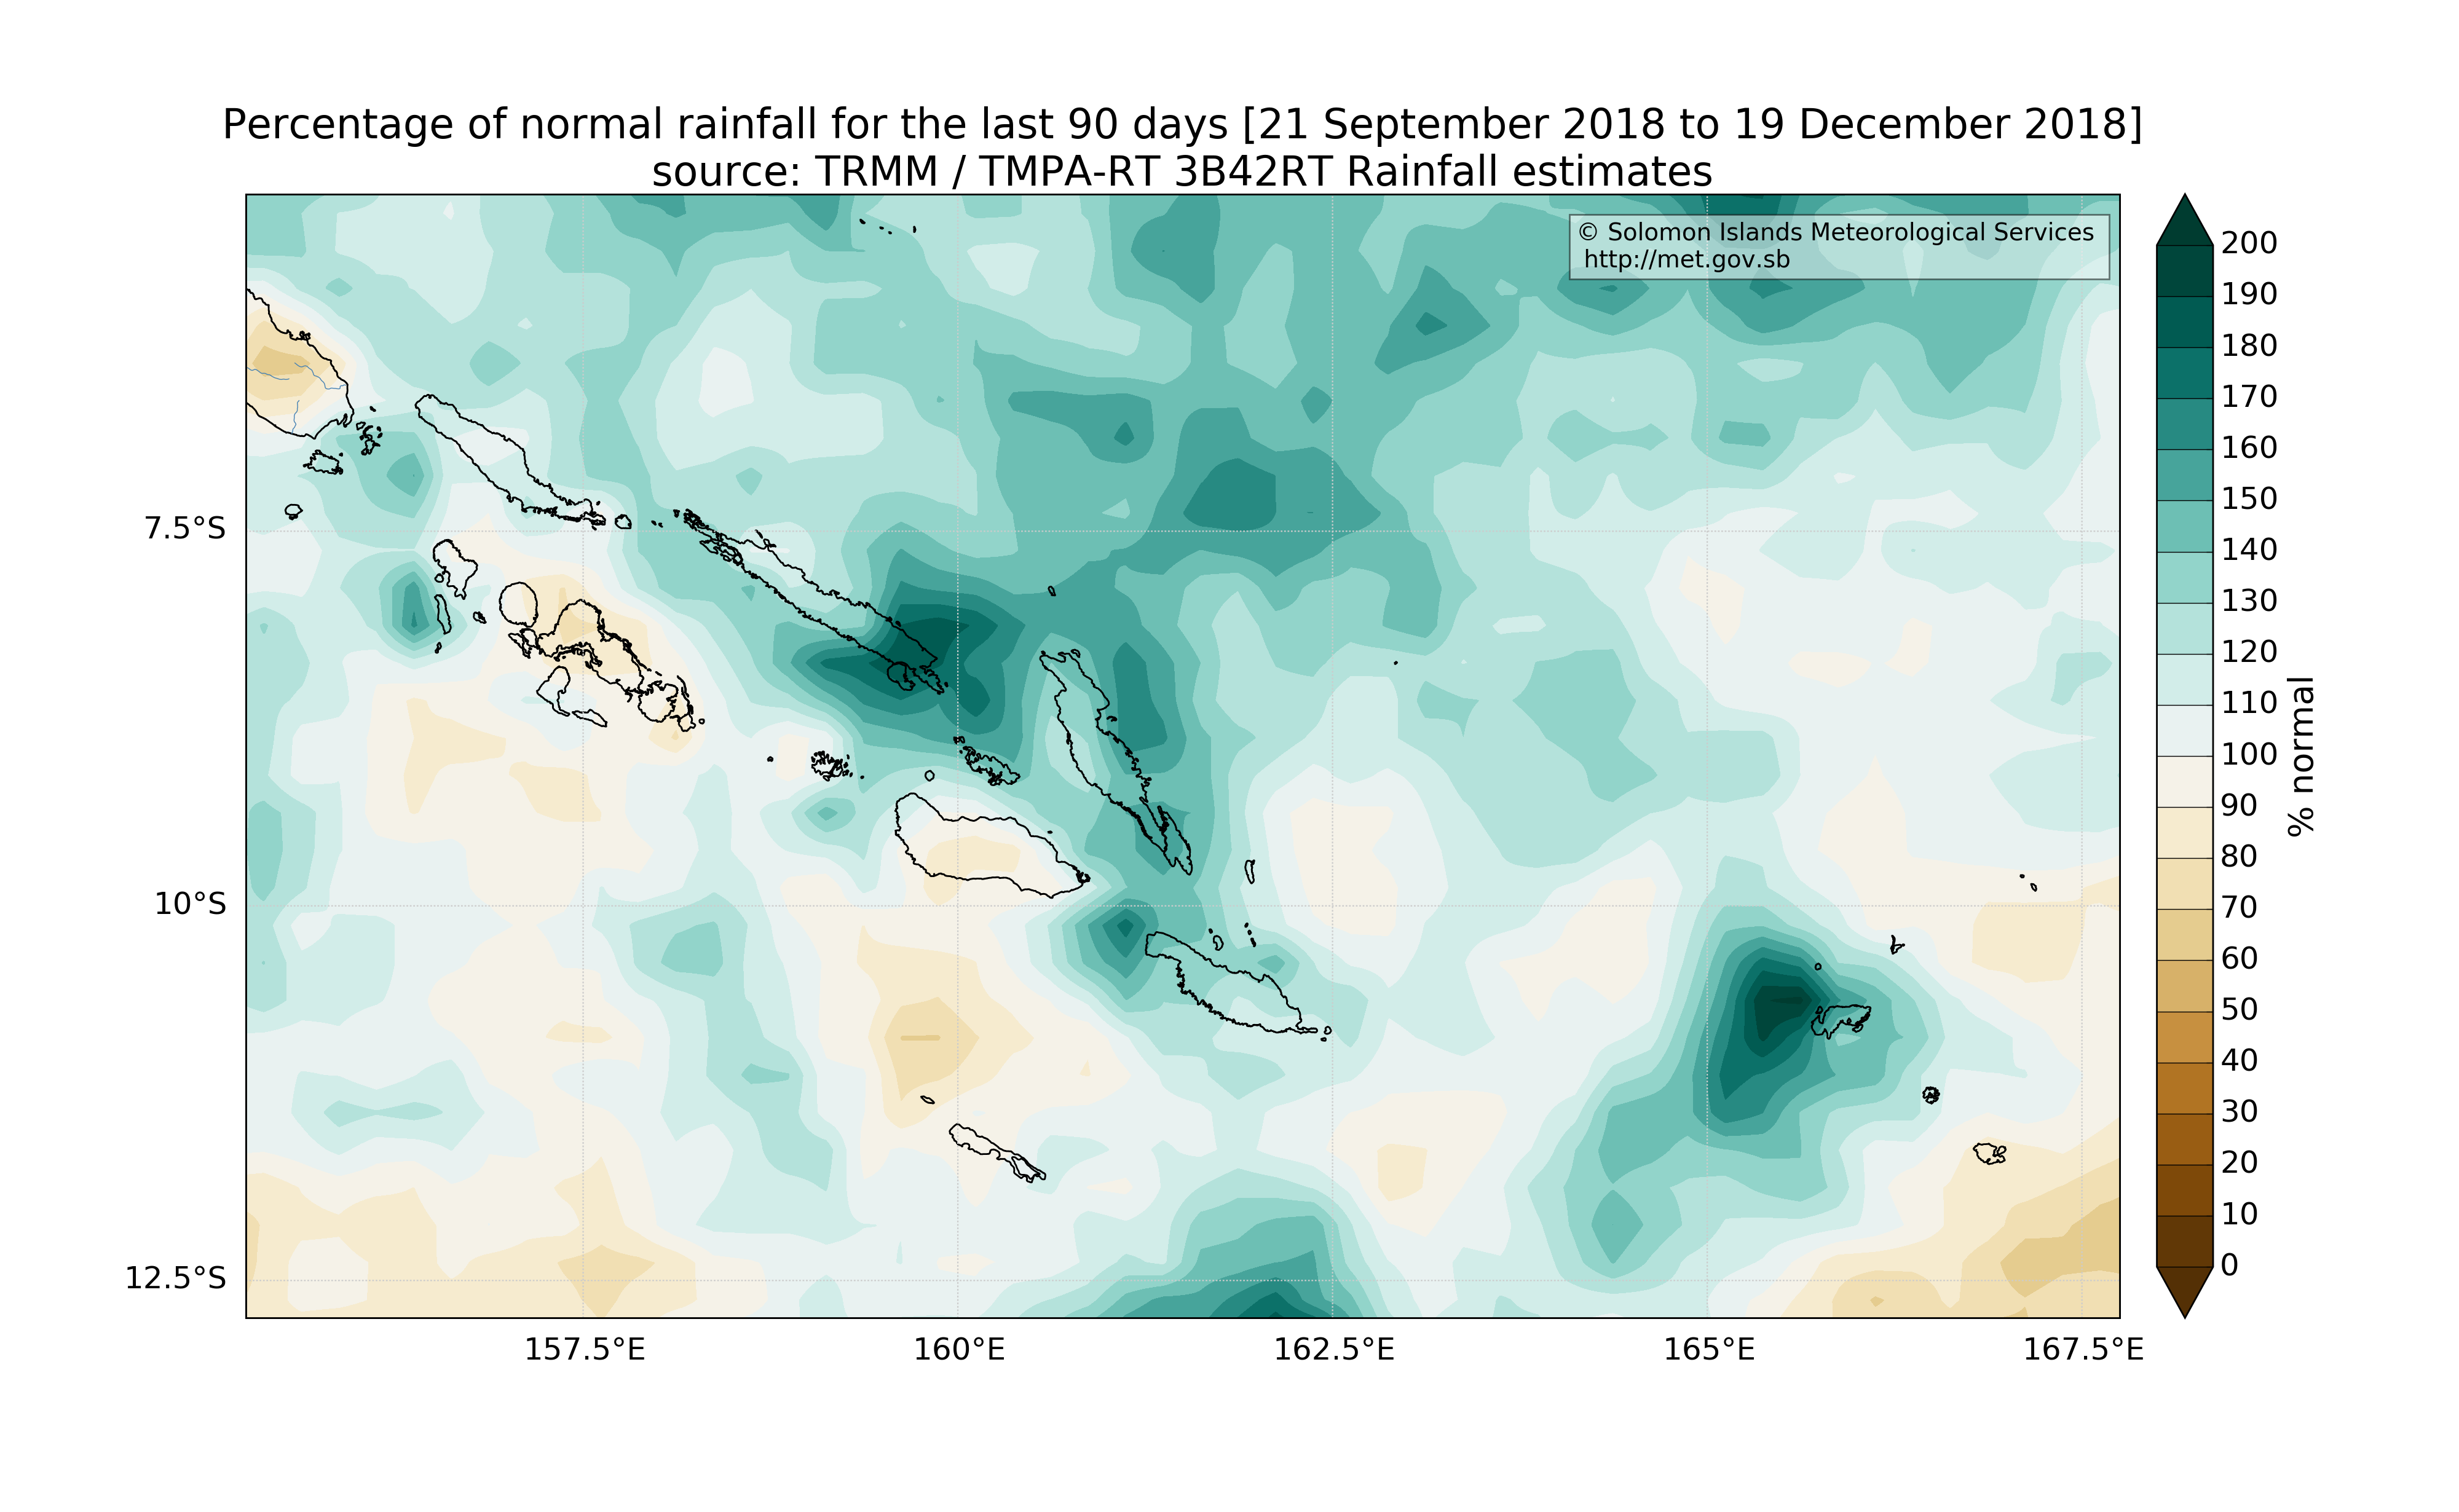 Percentage of normal rainfall for the last 90 days [21 September 2018 to 19 December 2018]
source: TRMM / TMPA-RT 3B42RT Rainfall estimates
© Solomon Islands Meteorological Services
http://met.gov.sb
7.5°S
10°S
12.5°S
157.5°E
160°E
162.5°E
165°E
167.5°E
200
190
180
170
160
150
140
130
120
110
100
90
80
70
60
50
40
30
20
10
0
% normal